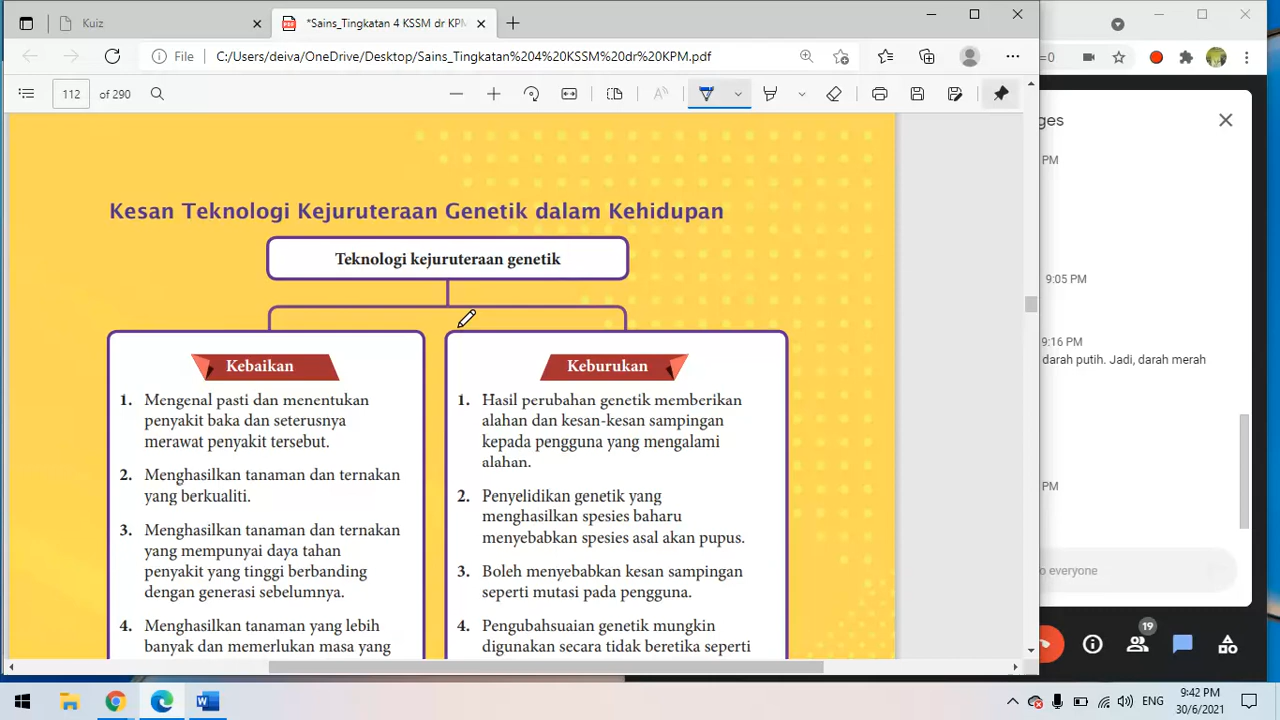 Kuiz
*Sains_Tingkatan 4 KSSM dr KPM
File
C:/Users/deiva/OneDrive/Desktop/Sains_Tingkatan%204%20KSSM%20dr%20KPM.pdf
=0
112 of 290
ges
PM
Kesan Teknologi Kejuruteraan Genetik dalam Kehidupan
Teknologi kejuruteraan genetik
Kebaikan
1. Mengenal pasti dan menentukan
penyakit baka dan seterusnya
merawat penyakit tersebut.
2. Menghasilkan tanaman dan ternakan
yang berkualiti.
3. Menghasilkan tanaman dan ternakan
yang mempunyai daya tahan
penyakit yang tinggi berbanding
dengan generasi sebelumnya.
4. Menghasilkan tanaman yang lebih
banyak dan memerlukan masa yang
Keburukan
1. Hasil perubahan genetik memberikan
alahan dan kesan-kesan sampingan
kepada pengguna yang mengalami
alahan.
2. Penyelidikan genetik yang
menghasilkan spesies baharu
menyebabkan spesies asal akan pupus.
3. Boleh menyebabkan kesan sampingan
seperti mutasi pada pengguna.
4. Pengubahsuaian genetik mungkin
digunakan secara tidak beretika seperti
9:05 PM
9:16 PM
darah putih. Jadi, darah merah
PM
o everyone
19
ENG
9:42 PM
30/6/2021